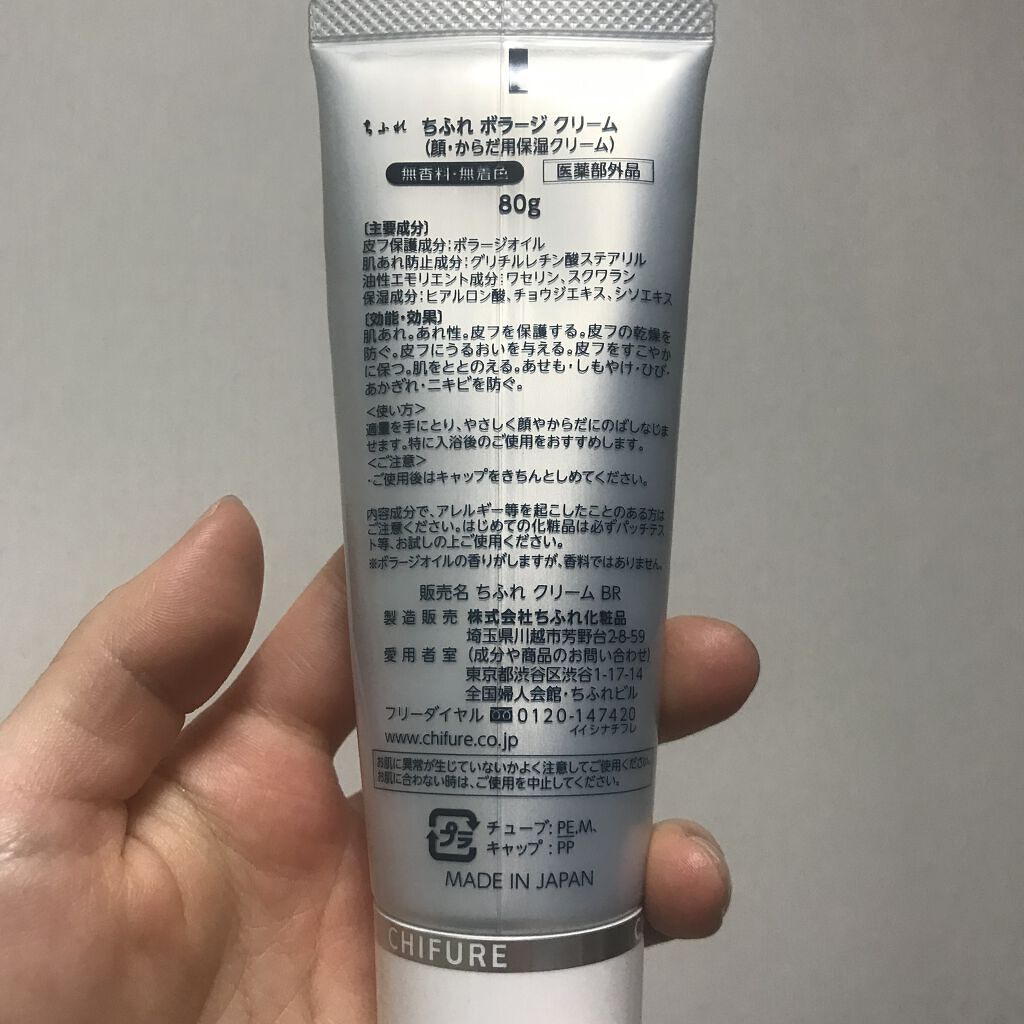 ちふれ ちふれ ボラージ クリーム
(顔・からだ用保湿クリーム)
無香料・無着色 医薬部外品
80g
〔主要成分〕
皮フ保護成分:ボラージオイル
肌あれ防止成分:グリチルレチン酸ステアリル
油性エモリエント成分:ワセリン、スクワラン
保湿成分:ヒアルロン酸、チョウジエキス、シソエキス
〔効能・効果〕
肌あれ。あれ性。皮フを保護する。皮フの乾燥を
防ぐ。皮フにうるおいを与える。皮フをすこやか
に保つ。肌をととのえる。あせも・しもやけ・ひび・
あかぎれ・ニキビを防ぐ。
<使い方>
適量を手にとり、やさしく顔やからだにのばしなじま
せます。特に入浴後のご使用をおすすめします。
<ご注意>
・ご使用後はキャップをきちんとしめてください。
内容成分で、アレルギー等を起こしたことのある方は
ご注意ください。はじめての化粧品は必ずパッチテス
ト等、お試しの上ご使用ください。
※ボラージオイルの香りがしますが、香料ではありません。
販売名 ちふれ クリーム BR
製造販売 株式会社ちふれ化粧品
埼玉県川越市芳野台2-8-59
愛用者室 (成分や商品のお問い合わせ)
東京都渋谷区渋谷1-17-14
全国婦人会館・ちふれビル
フリーダイヤル 0120-147420
イイシナチフレ
www.chifure.co.jp
お肌に異常が生じていないかよく注意してご使用ください。
お肌に合わない時は、ご使用を中止してください。
プラ チューブ:PE,M、
キャップ:PP
MADE IN JAPAN
CHIFURE C